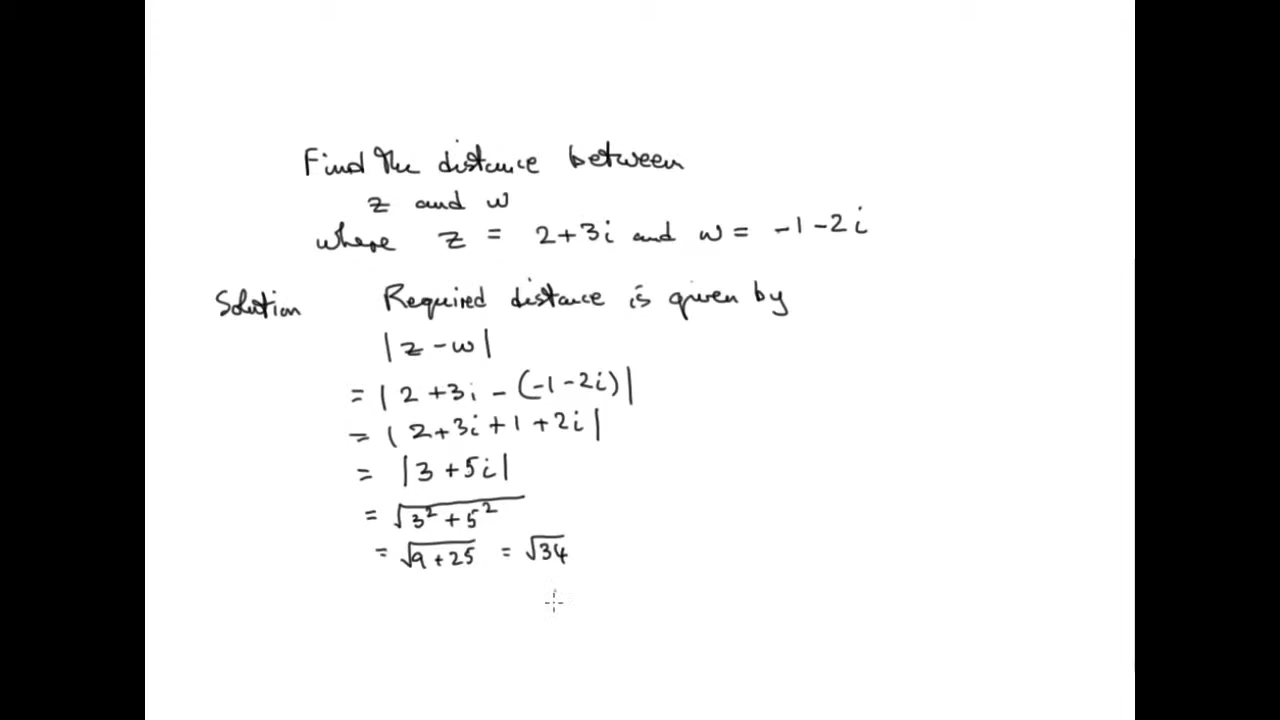 Find the distance between
z and w
where z = 2+3i and w = -1-2i
Solution Required distance is given by
|z-w|
= |2+3i-(-1-2i)|
= |2+3i+1+2i|
= |3+5i|
= √3²+5²
= √9+25 = √34